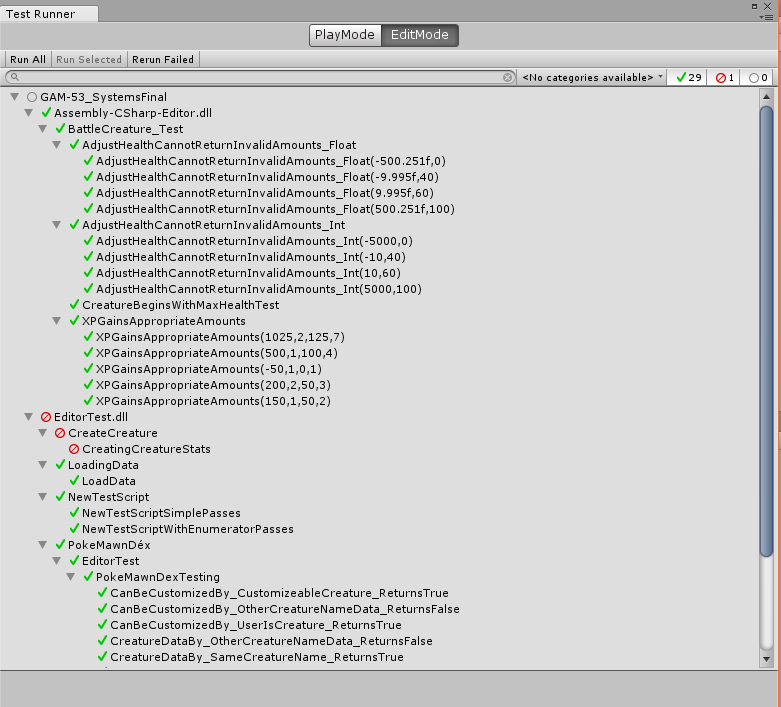 Test Runner
PlayMode EditMode
Run All Run Selected Rerun Failed
<No categories available> 29 1 0
GAM-53_SystemsFinal
Assembly-CSharp-Editor.dll
BattleCreature_Test
AdjustHealthCannotReturnInvalidAmounts_Float
AdjustHealthCannotReturnInvalidAmounts_Float(-500.251f,0)
AdjustHealthCannotReturnInvalidAmounts_Float(-9.995f,40)
AdjustHealthCannotReturnInvalidAmounts_Float(9.995f,60)
AdjustHealthCannotReturnInvalidAmounts_Float(500.251f,100)
AdjustHealthCannotReturnInvalidAmounts_Int
AdjustHealthCannotReturnInvalidAmounts_Int(-5000,0)
AdjustHealthCannotReturnInvalidAmounts_Int(-10,40)
AdjustHealthCannotReturnInvalidAmounts_Int(10,60)
AdjustHealthCannotReturnInvalidAmounts_Int(5000,100)
CreatureBeginsWithMaxHealthTest
XPGainsAppropriateAmounts
XPGainsAppropriateAmounts(1025,2,125,7)
XPGainsAppropriateAmounts(500,1,100,4)
XPGainsAppropriateAmounts(-50,1,0,1)
XPGainsAppropriateAmounts(200,2,50,3)
XPGainsAppropriateAmounts(150,1,50,2)
EditorTest.dll
CreateCreature
CreatingCreatureStats
LoadingData
LoadData
NewTestScript
NewTestScriptSimplePasses
NewTestScriptWithEnumeratorPasses
PokeMawnDéx
EditorTest
PokeMawnDexTesting
CanBeCustomizedBy_CustomizeableCreature_ReturnsTrue
CanBeCustomizedBy_OtherCreatureNameData_ReturnsFalse
CanBeCustomizedBy_UserIsCreature_ReturnsTrue
CreatureDataBy_OtherCreatureNameData_ReturnsFalse
CreatureDataBy_SameCreatureName_ReturnsTrue